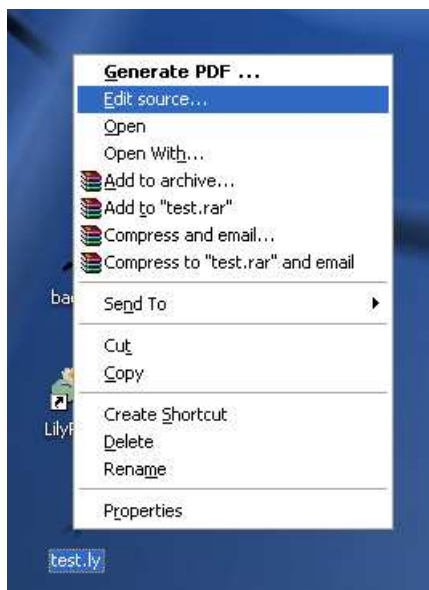 Generate PDF ...
Edit source...
Open
Open With...
Add to archive...
Add to "test.rar"
Compress and email...
Compress to "test.rar" and email
Send To
Cut
Copy
Create Shortcut
Delete
Rename
Properties
test.ly